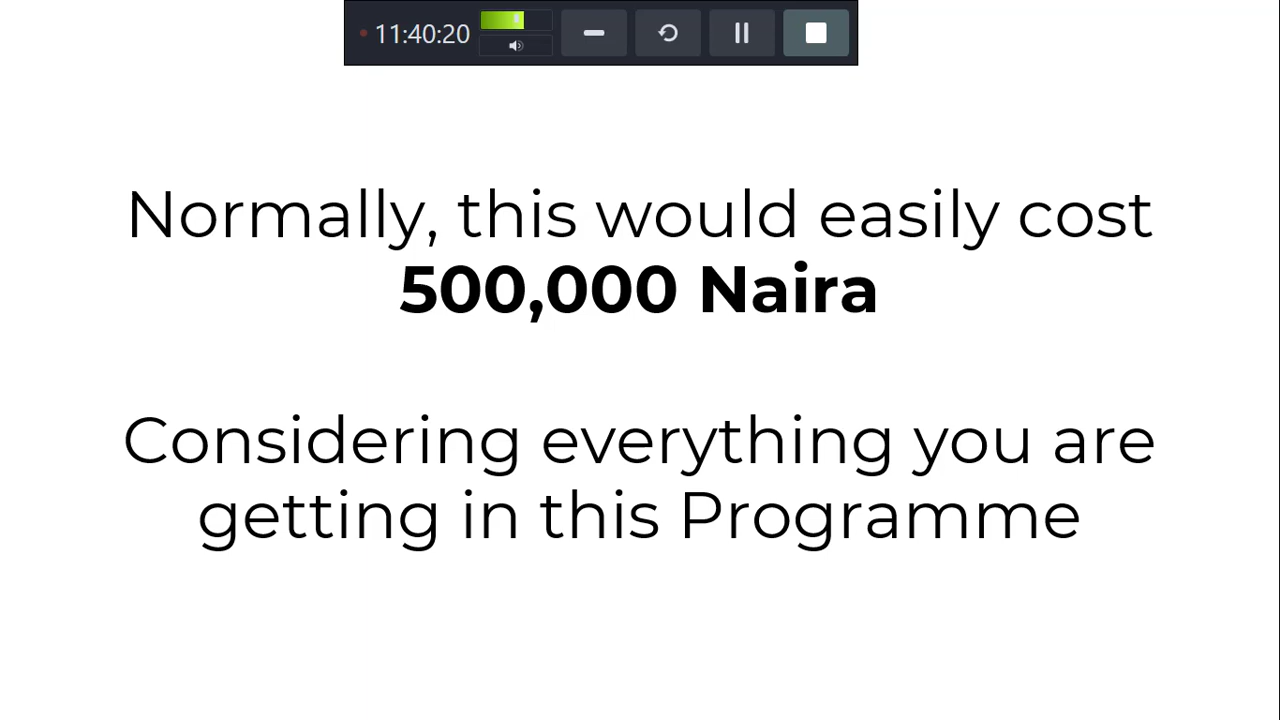 11:40:20
Normally, this would easily cost
500,000 Naira
Considering everything you are
getting in this Programme